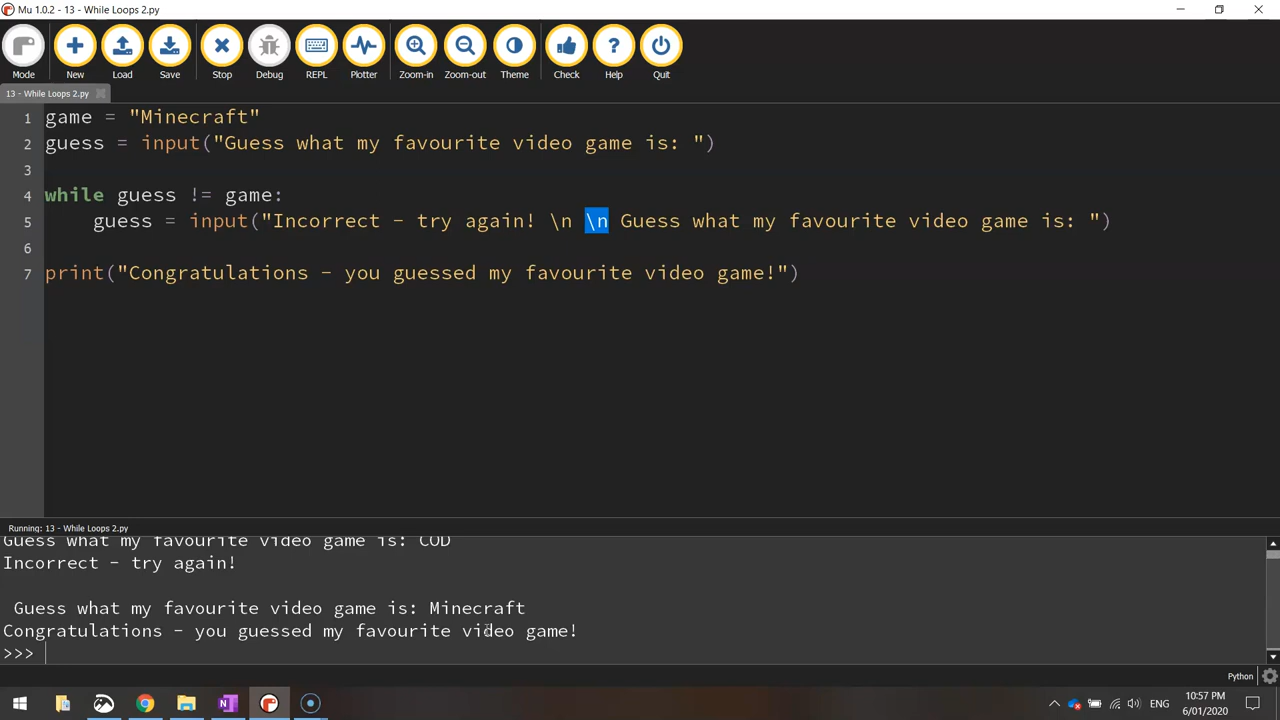 Mu 1.0.2 - 13 - While Loops 2.py
Mode New Load Save Stop Debug REPL Plotter Zoom-in Zoom-out Theme Check Help Quit
13 - While Loops 2.py
1 game = "Minecraft"
2 guess = input("Guess what my favourite video game is: ")
3
4 while guess != game:
5 guess = input("Incorrect - try again! \n \n Guess what my favourite video game is: ")
6
7 print("Congratulations - you guessed my favourite video game!")
Running: 13 - While Loops 2.py
Guess what my favourite video game is: COD
Incorrect - try again!
Guess what my favourite video game is: Minecraft
Congratulations - you guessed my favourite video game!
>>>
Python
ENG 10:57 PM
6/01/2020